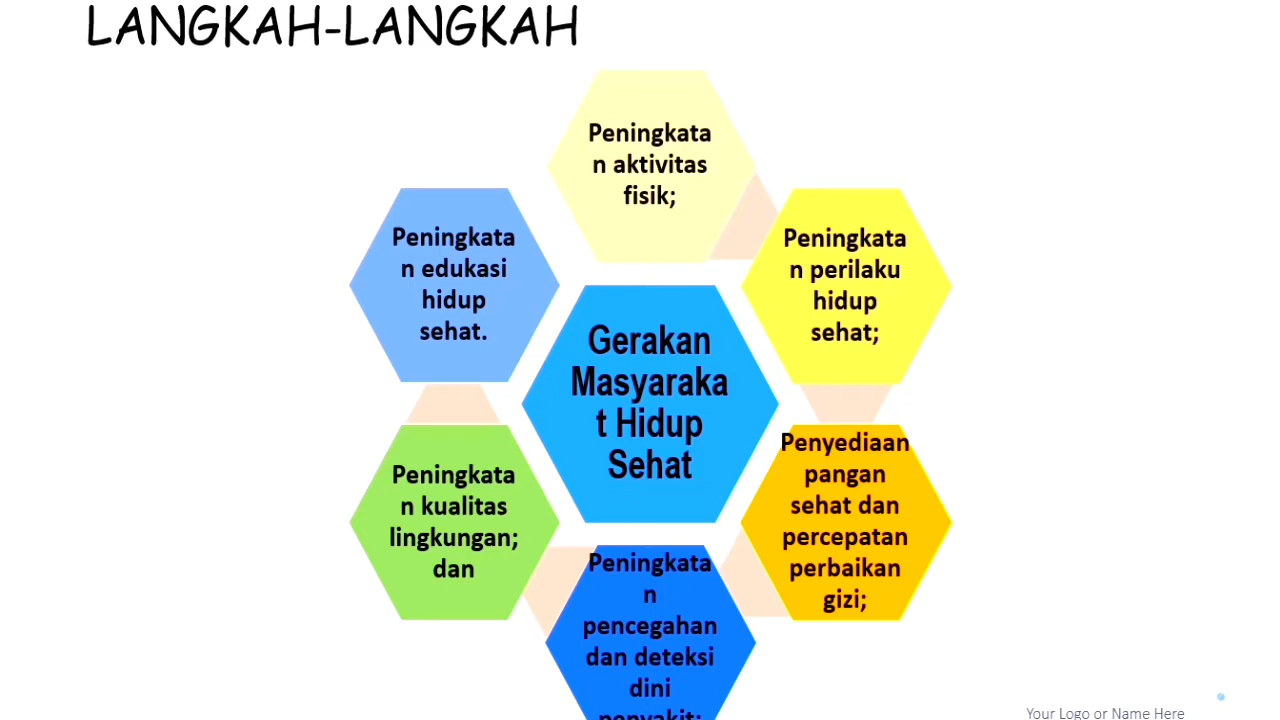 LANGKAH-LANGKAH
Peningkata
n aktivitas
fisik;
Peningkata
n perilaku
hidup
sehat;
Penyediaan
pangan
sehat dan
percepatan
perbaikan
gizi;
Peningkata
n
pencegahan
dan deteksi
dini
penyakit;
Peningkata
n kualitas
lingkungan;
dan
Peningkata
n edukasi
hidup
sehat.
Gerakan
Masyaraka
t Hidup
Sehat
Your Logo or Name Here